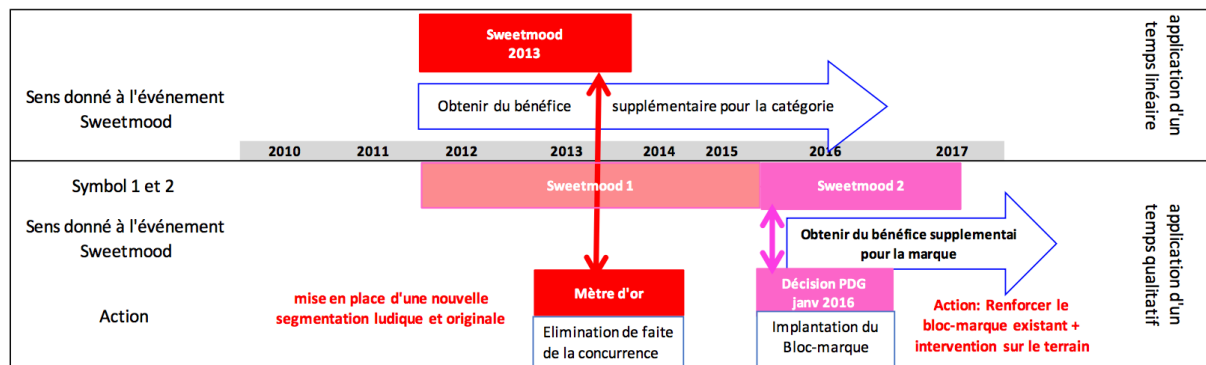 Sweetmood
2013
Sens donné à l'événement
Sweetmood
Obtenir du bénéfice supplémentaire pour la catégorie
application d'un
temps linéaire
2010 2011 2012 2013 2014 2015 2016 2017
Symbol 1 et 2
Sweetmood 1
Sweetmood 2
Sens donné à l'événement
Sweetmood
Obtenir du bénéfice supplementai
pour la marque
application d'un
temps qualitatif
Action
mise en place d'une nouvelle
segmentation ludique et originale
Mètre d'or
Elimination de faite
de la concurrence
Décision PDG
janv 2016
Implantation du
Bloc-marque
Action: Renforcer le
bloc-marque existant +
intervention sur le terrain